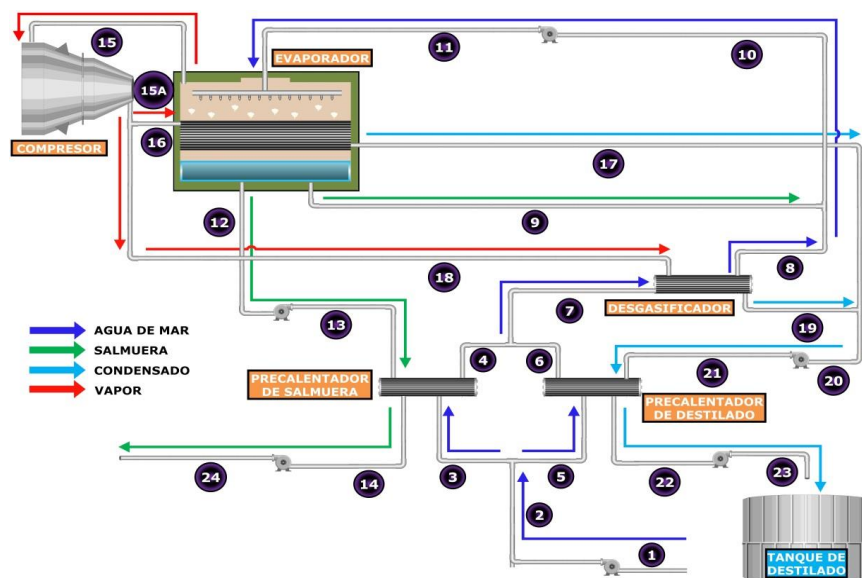 15
11
10
EVAPORADOR
15A
COMPRESOR
16
17
12
9
18
8
7
DESGASIFICADOR
AGUA DE MAR
SALMUERA
CONDENSADO
VAPOR
13
19
4
6
21
20
PRECALENTADOR
DE SALMUERA
PRECALENTADOR
DE DESTILADO
24
14
3
5
22
23
2
1
TANQUE DE
DESTILADO